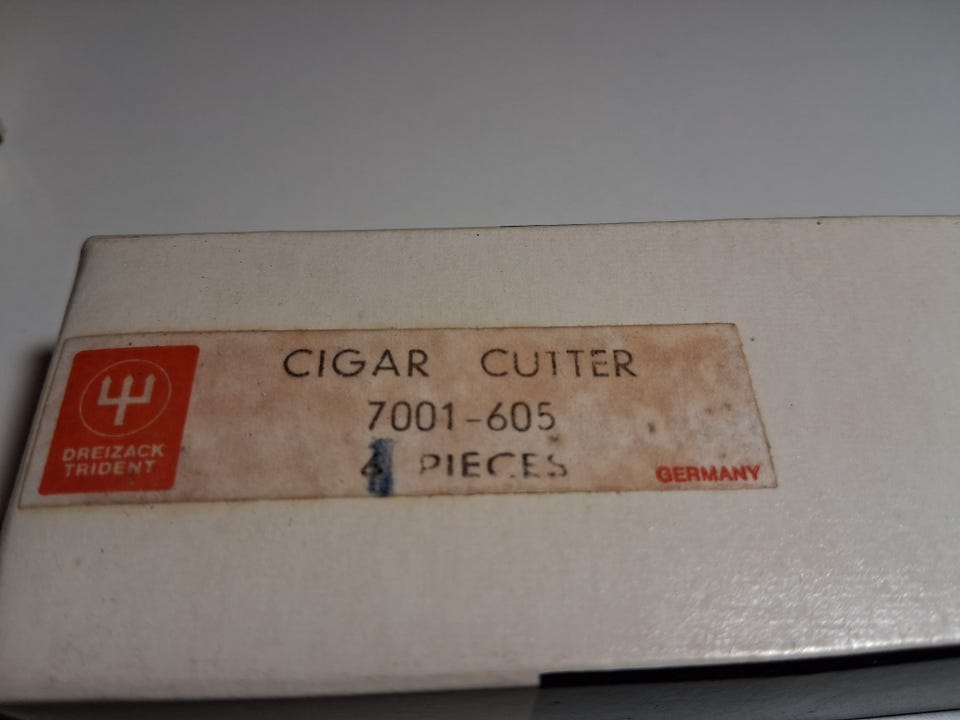 CIGAR CUTTER
7001-605
PIECES
DREIZACK
TRIDENT
GERMANY